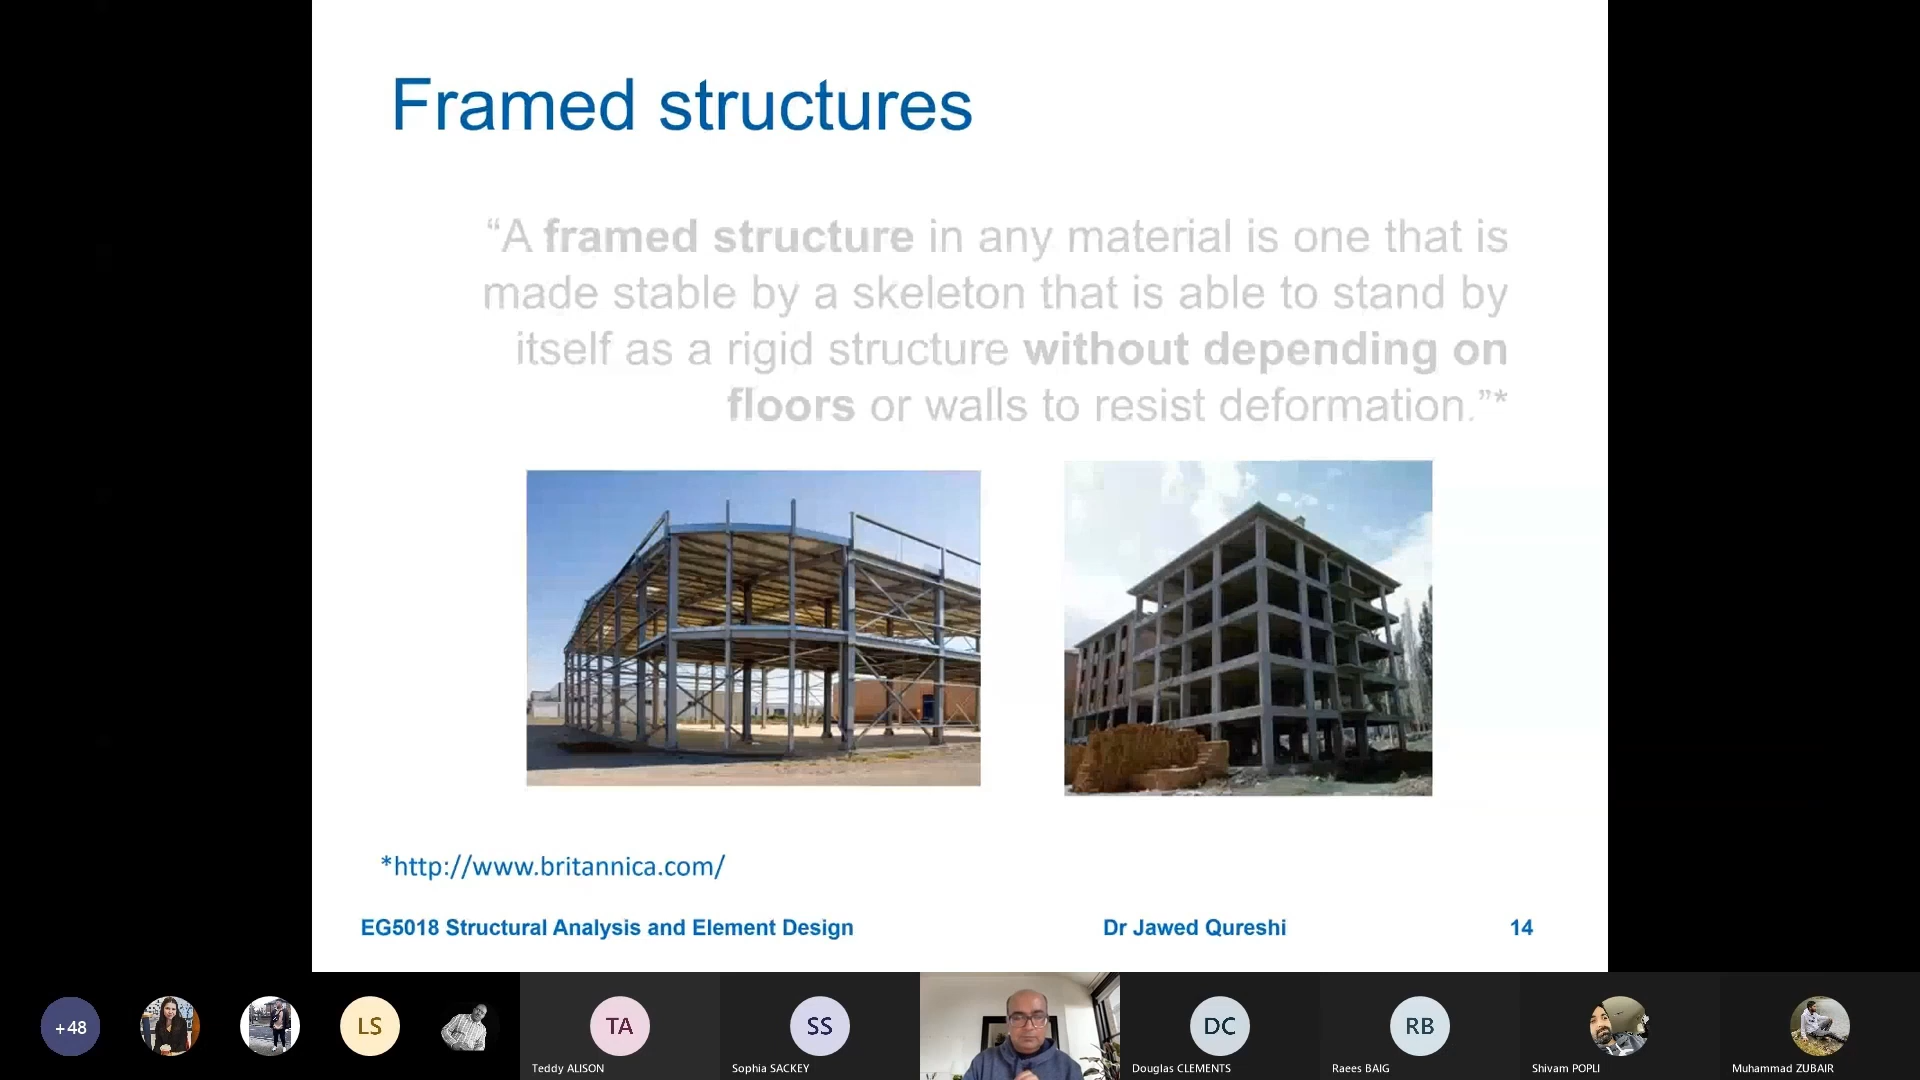 Framed structures
“A framed structure in any material is one that is
made stable by a skeleton that is able to stand by
itself as a rigid structure without depending on
floors or walls to resist deformation.”*
*http://www.britannica.com/
EG5018 Structural Analysis and Element Design
Dr Jawed Qureshi
14
+48
LS
TA
SS
DC
RB
Teddy ALISON
Sophia SACKEY
Douglas CLEMENTS
Raees BAIG
Shivam POPLI
Muhammad ZUBAIR